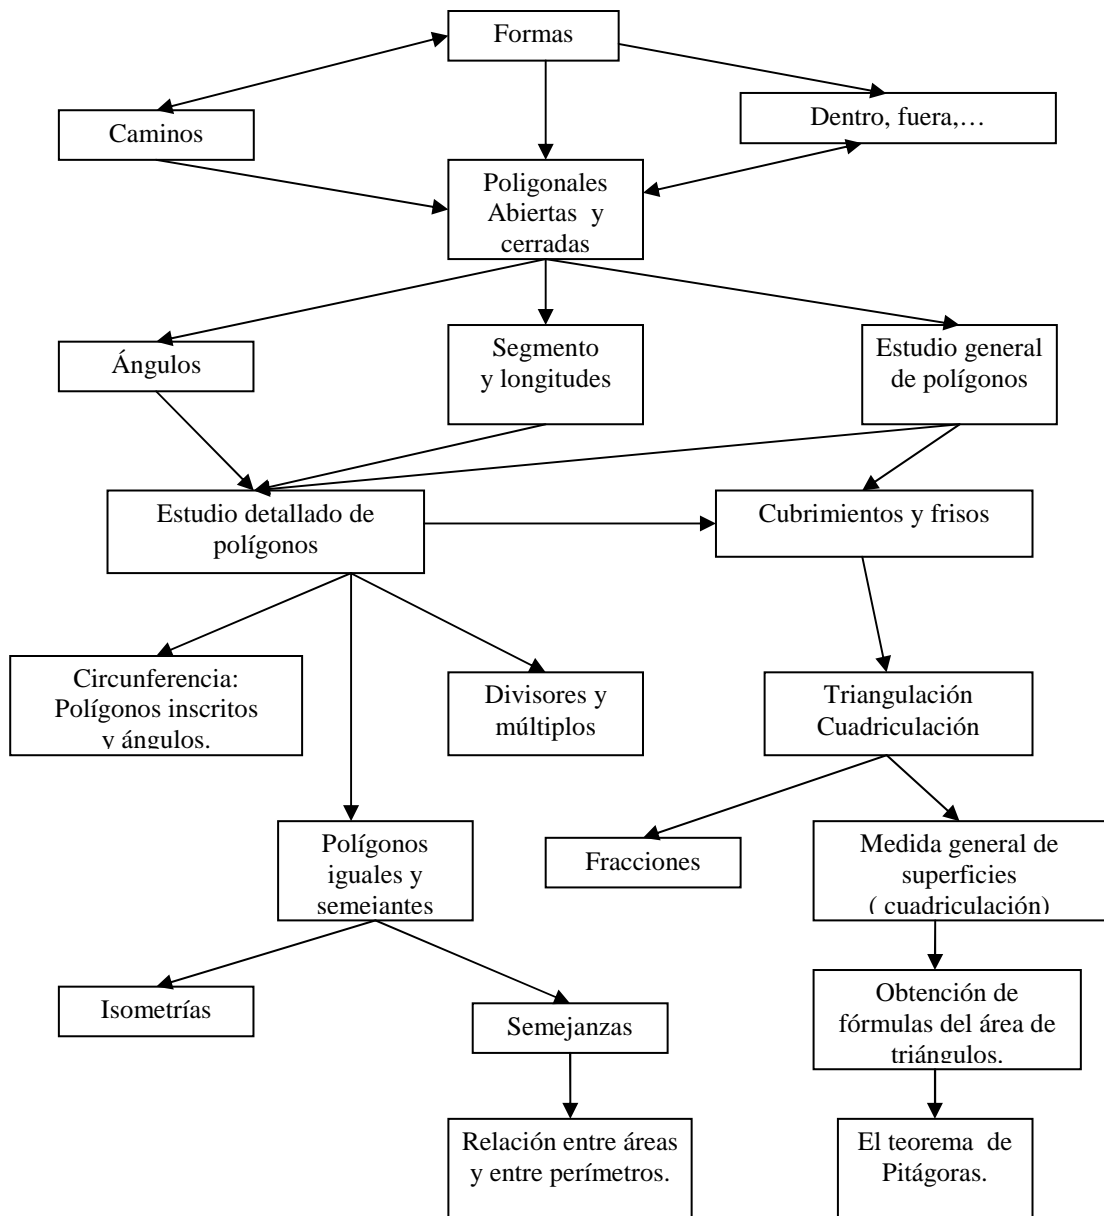 Formas
Caminos
Dentro, fuera,…
Poligonales
Abiertas y
cerradas
Ángulos
Segmento
y longitudes
Estudio general
de polígonos
Estudio detallado de
polígonos
Cubrimientos y frisos
Circunferencia:
Polígonos inscritos
y ángulos.
Divisores y
múltiplos
Triangulación
Cuadriculación
Polígonos
iguales y
semejantes
Fracciones
Medida general de
superficies
( cuadriculación)
Isometrías
Semejanzas
Obtención de
fórmulas del área de
triángulos.
Relación entre áreas
y entre perímetros.
El teorema de
Pitágoras.